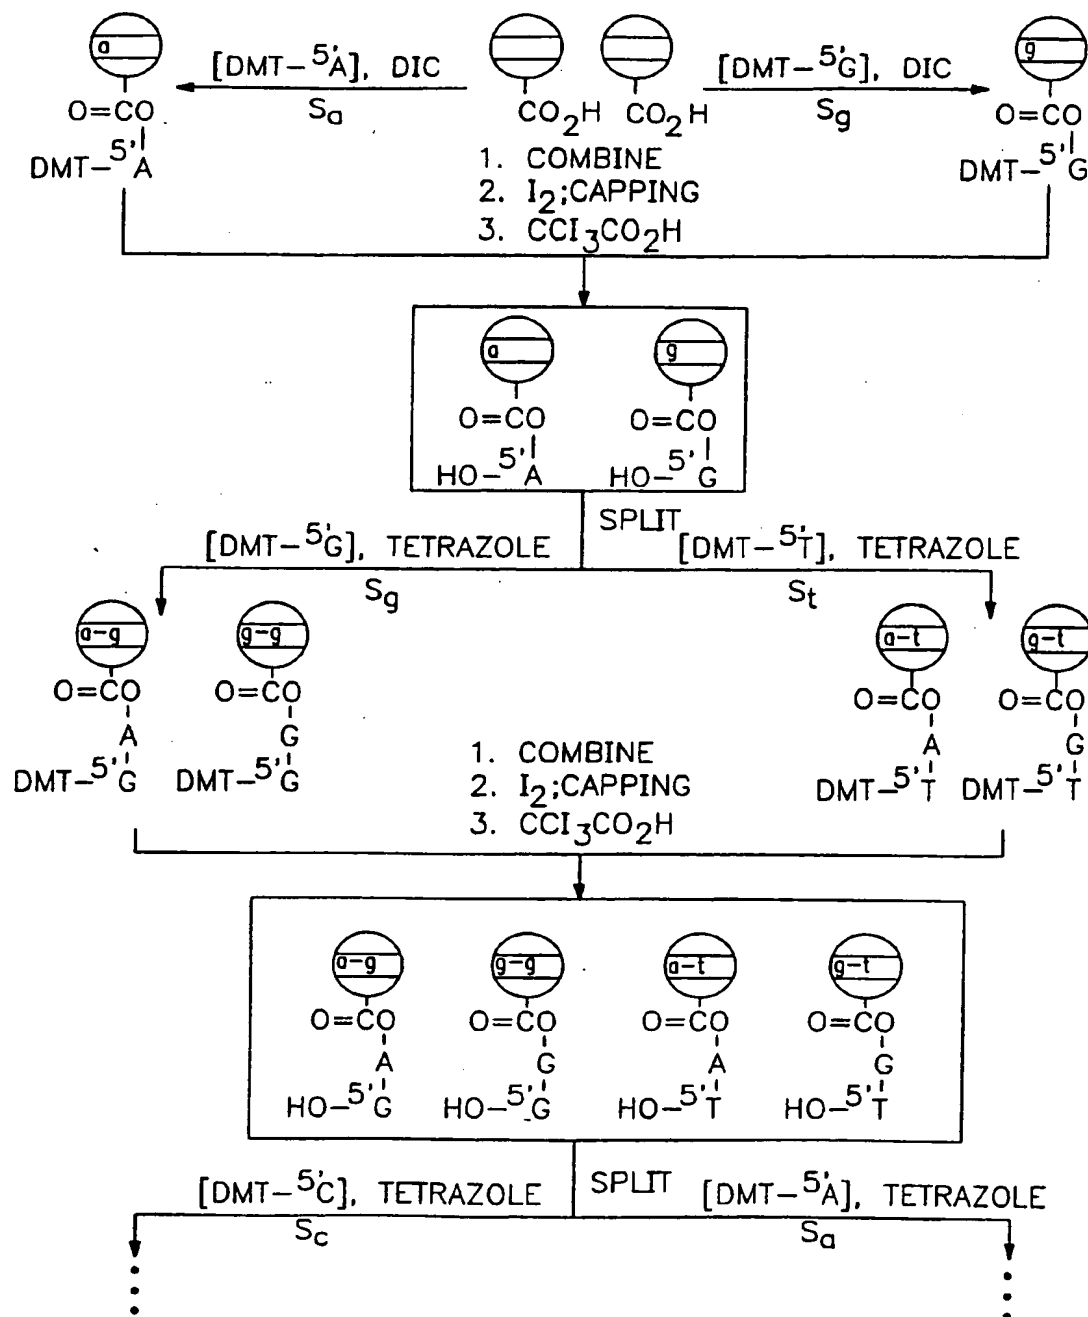 a
g
[DMT-5'A], DIC
[DMT-5'G], DIC
Sa
Sg
O=CO
CO2H CO2H
O=CO
DMT-5'A
DMT-5'G
1. COMBINE
2. I2;CAPPING
3. CCl3CO2H
a
g
O=CO
O=CO
HO-5'A
HO-5'G
SPLIT
[DMT-5'G], TETRAZOLE
[DMT-5'T], TETRAZOLE
Sg
St
a-g
g-g
a-t
g-t
O=CO
O=CO
O=CO
O=CO
A
G
A
G
DMT-5'G
DMT-5'G
DMT-5'T
DMT-5'T
1. COMBINE
2. I2;CAPPING
3. CCl3CO2H
a-g
g-g
a-t
g-t
O=CO
O=CO
O=CO
O=CO
A
G
A
G
HO-5'G
HO-5'G
HO-5'T
HO-5'T
SPLIT
[DMT-5'C], TETRAZOLE
[DMT-5'A], TETRAZOLE
Sc
Sa